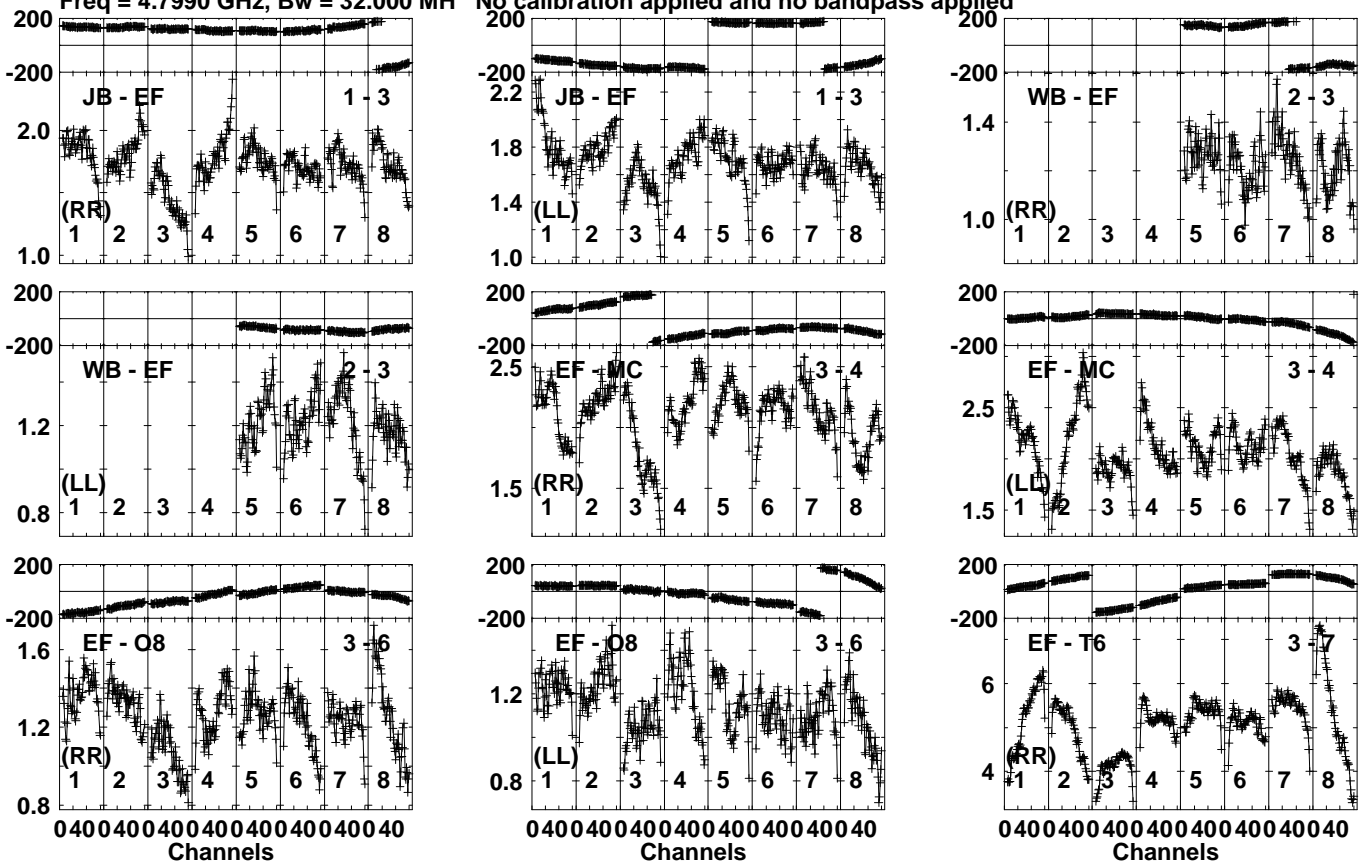 Freq = 4.7990 GHz, Bw = 32.000 MH No calibration applied and no bandpass applied
200 200 200
-200 -200 -200
JB - EF 1 - 3 JB - EF 1 - 3 WB - EF 2 - 3
2.2
2.0 1.4
1.8
1.4 1.0
(RR) (LL) (RR)
1 2 3 4 5 6 7 8 1 2 3 4 5 6 7 8 1 2 3 4 5 6 7 8
1.0 1.0
200 200 200
-200 -200 -200
WB - EF 2 - 3 EF - MC 3 - 4 EF - MC 3 - 4
2.5
2.5
1.2
1.5
(LL) (RR) (LL)
1 2 3 4 5 6 7 8 1 2 3 4 5 6 7 8 1 2 3 4 5 6 7 8
0.8 1.5
200 200 200
-200 -200 -200
EF - O8 3 - 6 EF - O8 3 - 6 EF - T6 3 - 7
1.6
1.2 6
1.2
(RR) (LL) (RR)
1 2 3 4 5 6 7 8 1 2 3 4 5 6 7 8 1 2 3 4 5 6 7 8
0.8 0.8 4
0 40 0 40 0 40 0 40 0 40 0 40 0 40 0 40 0 40 0 40 0 40 0 40 0 40 0 40 0 40 0 40 0 40 0 40 0 40 0 40 0 40 0 40 0 40 0 40
Channels Channels Channels